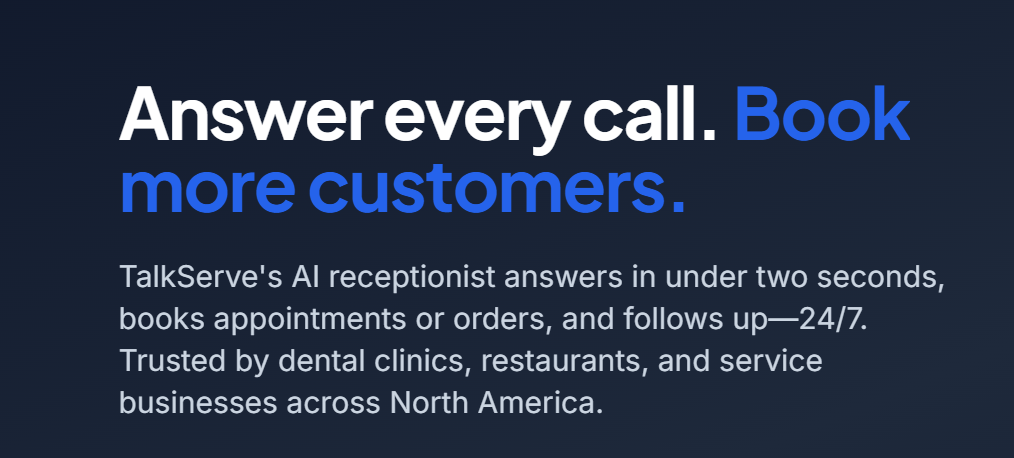 Answer every call. Book
more customers.
TalkServe's AI receptionist answers in under two seconds,
books appointments or orders, and follows up—24/7.
Trusted by dental clinics, restaurants, and service
businesses across North America.